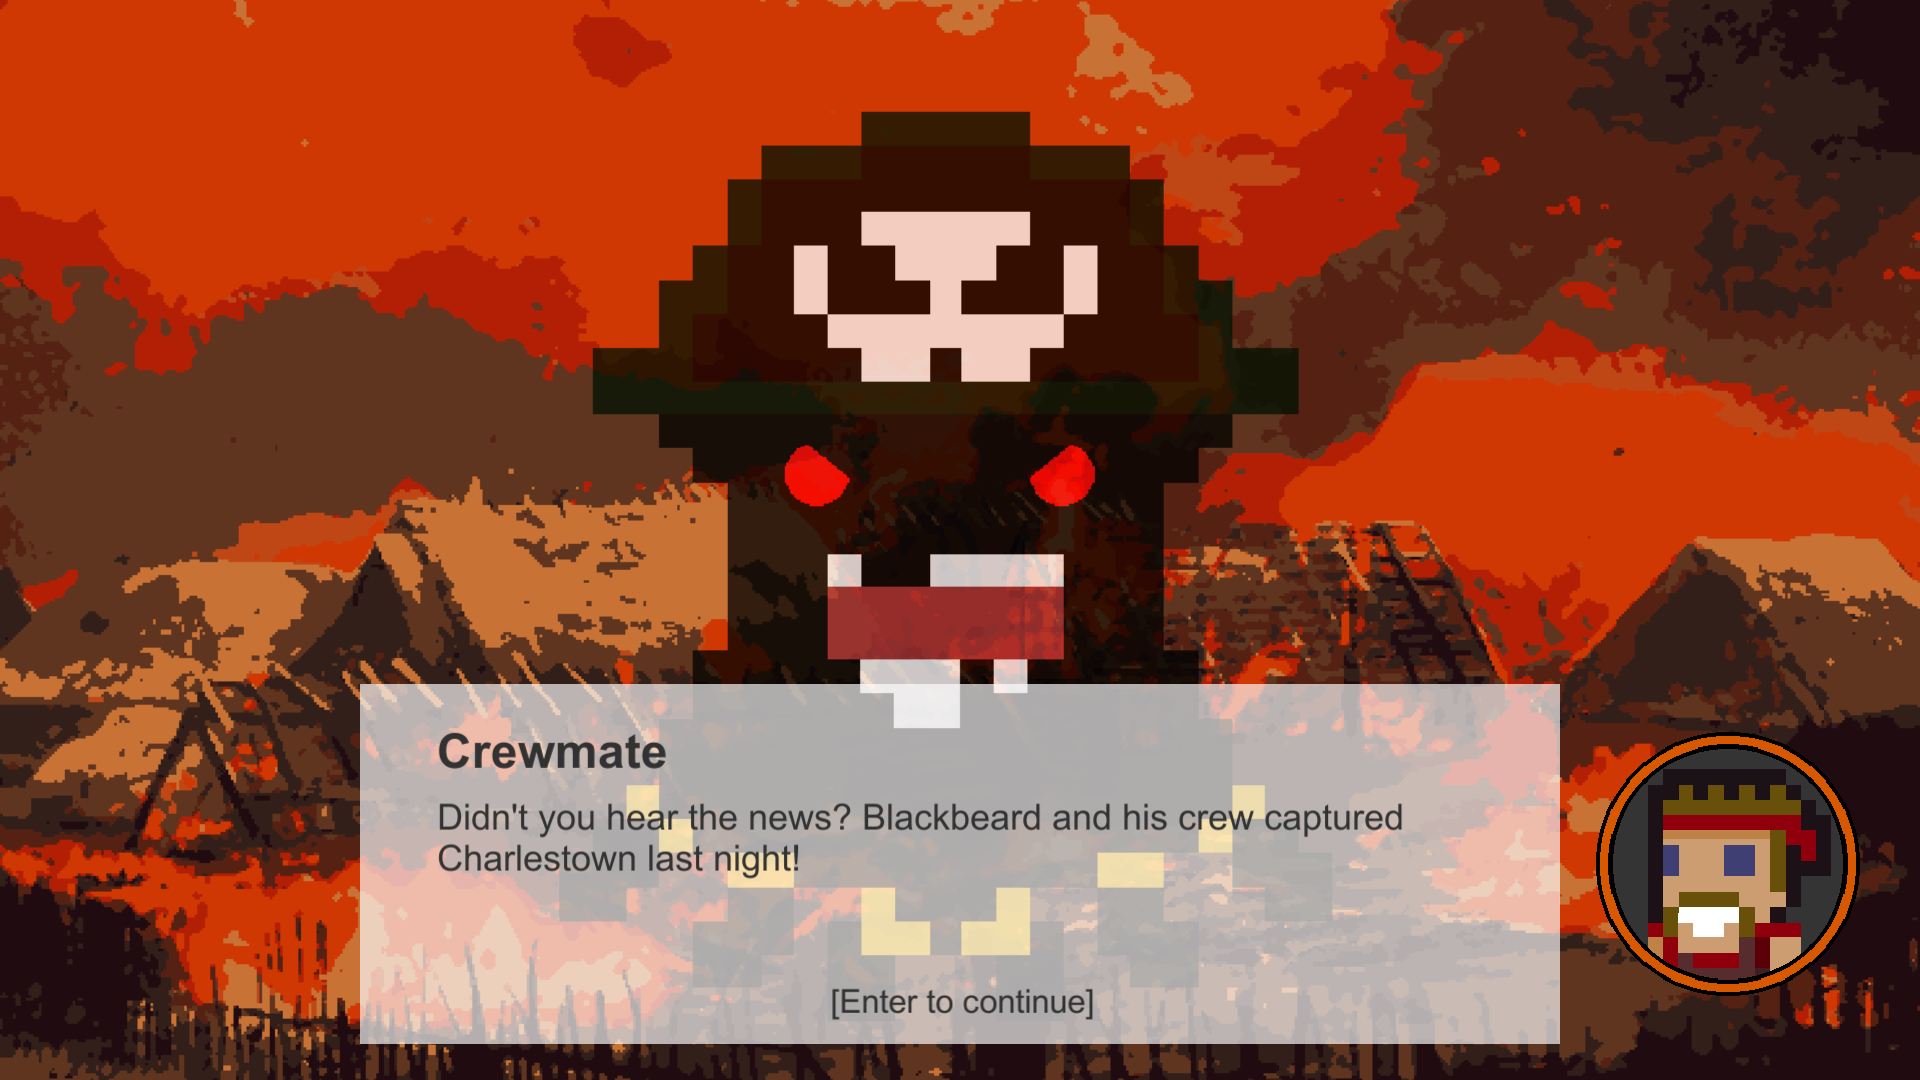 Crewmate
Didn't you hear the news? Blackbeard and his crew captured
Charlestown last night!
[Enter to continue]